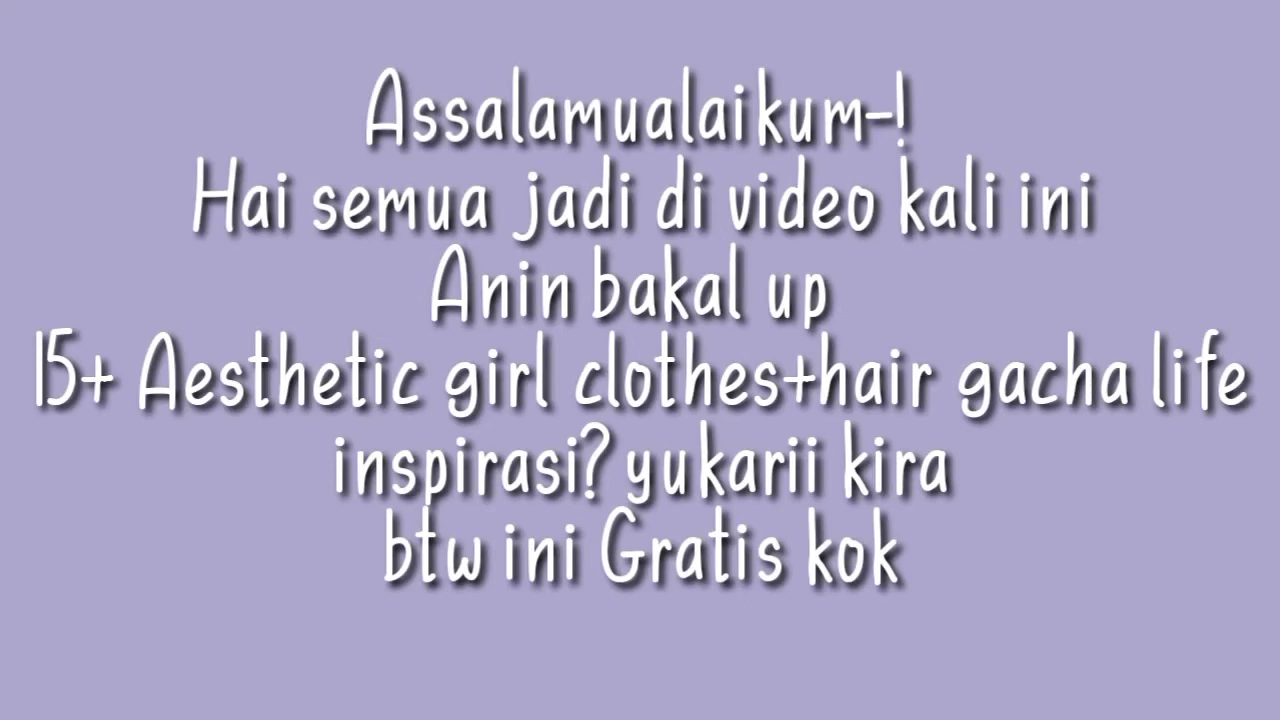 Assalamualaikum-!
Hai semua jadi di video kali ini
Anin bakal up
15+ Aesthetic girl clothes+hair gacha life
inspirasi? yukarii kira
btw ini Gratis kok